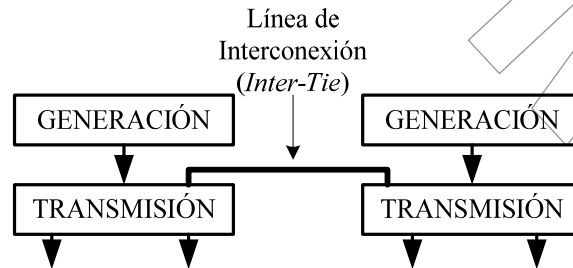 Línea de
Interconexión
(Inter-Tie)
GENERACIÓN
GENERACIÓN
TRANSMISIÓN
TRANSMISIÓN